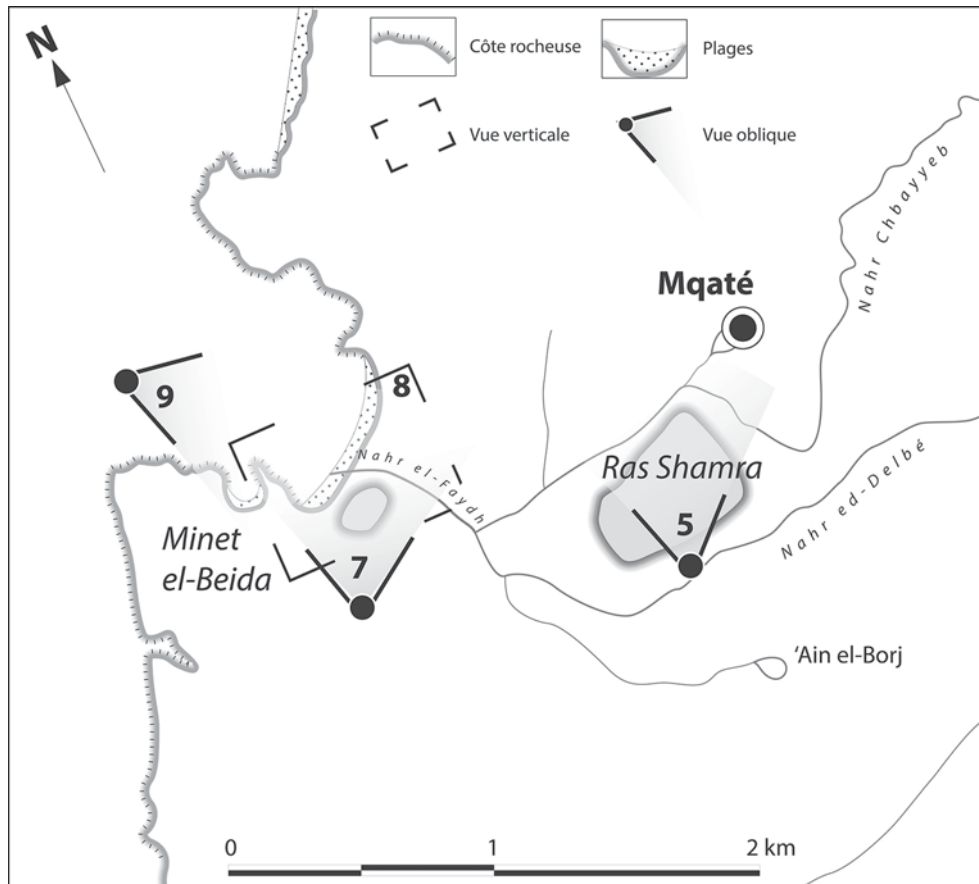 N
Côte rocheuse
Plages
Vue verticale
Vue oblique
Nahr Chbayyeb
Mqaté
9
8
Nahr el-Faydh
Ras Shamra
5
Nahr ed-Delbé
Minet
el-Beida
7
'Ain el-Borj
0
1
2 km